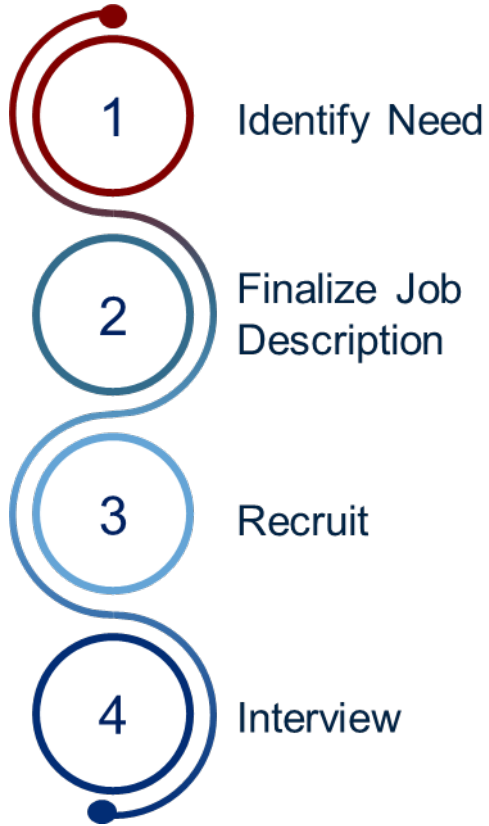 1
Identify Need
2
Finalize Job
Description
3
Recruit
4
Interview